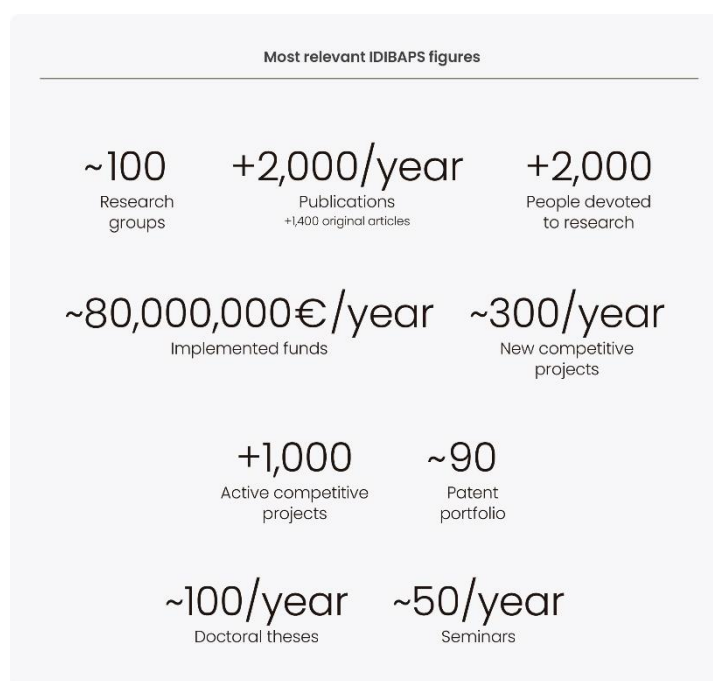 Most relevant IDIBAPS figures
~100
Research
groups
+2,000/year
Publications
+1,400 original articles
+2,000
People devoted
to research
~80,000,000€/year
Implemented funds
~300/year
New competitive
projects
+1,000
Active competitive
projects
~90
Patent
portfolio
~100/year
Doctoral theses
~50/year
Seminars